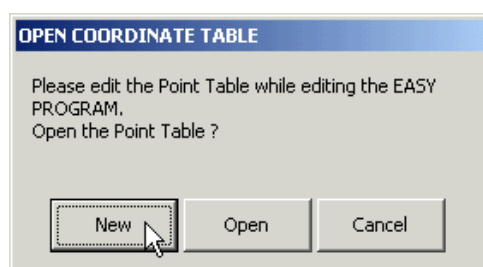 OPEN COORDINATE TABLE
Please edit the Point Table while editing the EASY
PROGRAM.
Open the Point Table ?
New
Open
Cancel